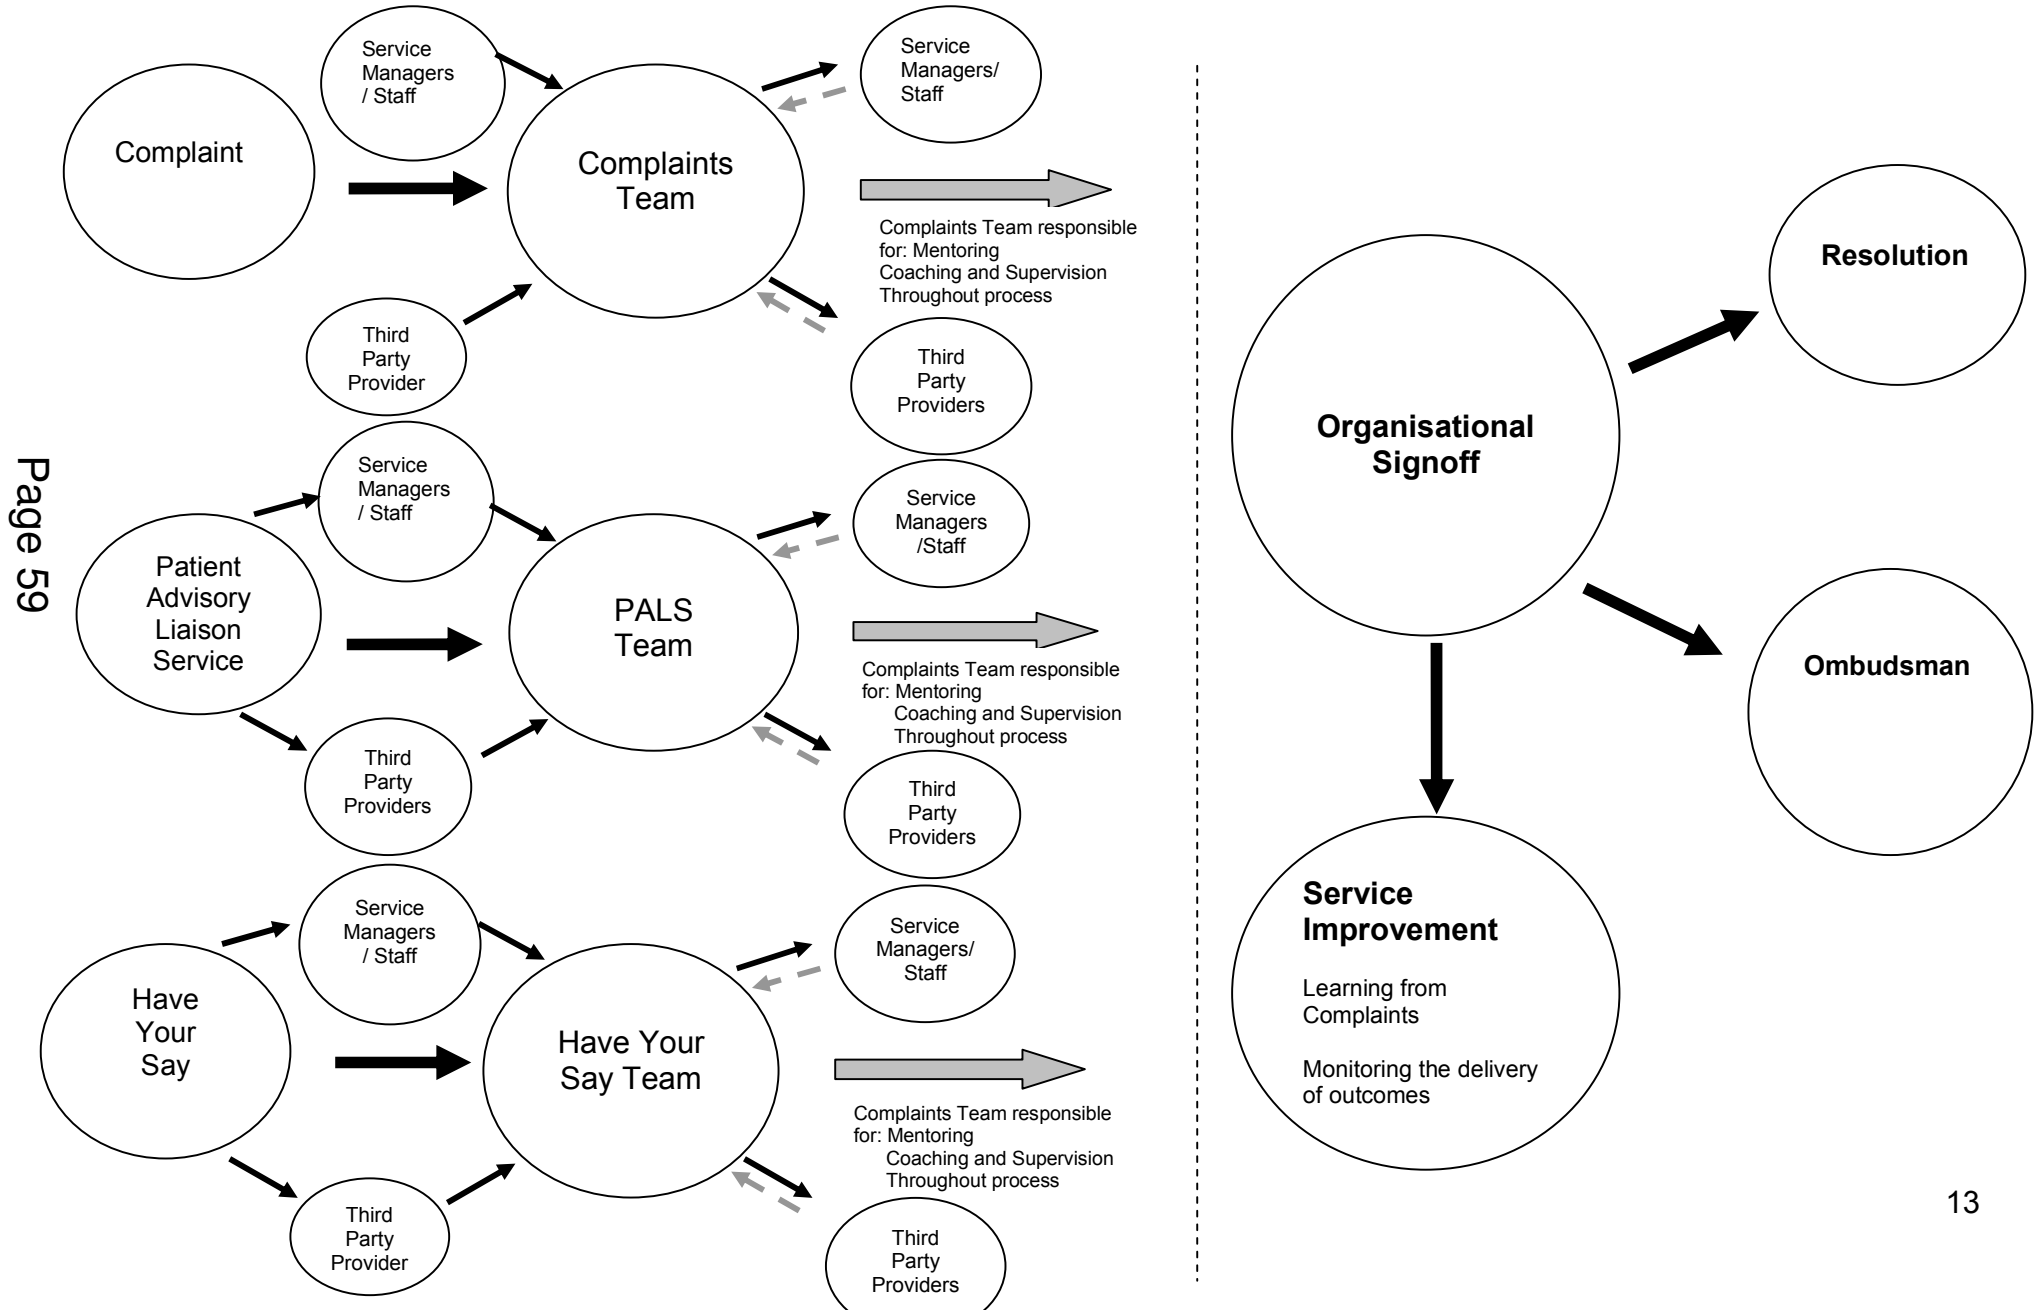 Complaint
Service
Managers
/ Staff
Complaints
Team
Service
Managers/
Staff
Complaints Team responsible
for: Mentoring
Coaching and Supervision
Throughout process
Third
Party
Provider
Third
Party
Providers
Page 59
Patient
Advisory
Liaison
Service
Service
Managers
/ Staff
PALS
Team
Service
Managers
/Staff
Complaints Team responsible
for: Mentoring
Coaching and Supervision
Throughout process
Third
Party
Providers
Third
Party
Providers
Have
Your
Say
Service
Managers
/ Staff
Have Your
Say Team
Service
Managers/
Staff
Complaints Team responsible
for: Mentoring
Coaching and Supervision
Throughout process
Third
Party
Provider
Third
Party
Providers
Organisational
Signoff
Resolution
Ombudsman
Service
Improvement
Learning from
Complaints
Monitoring the delivery
of outcomes
13